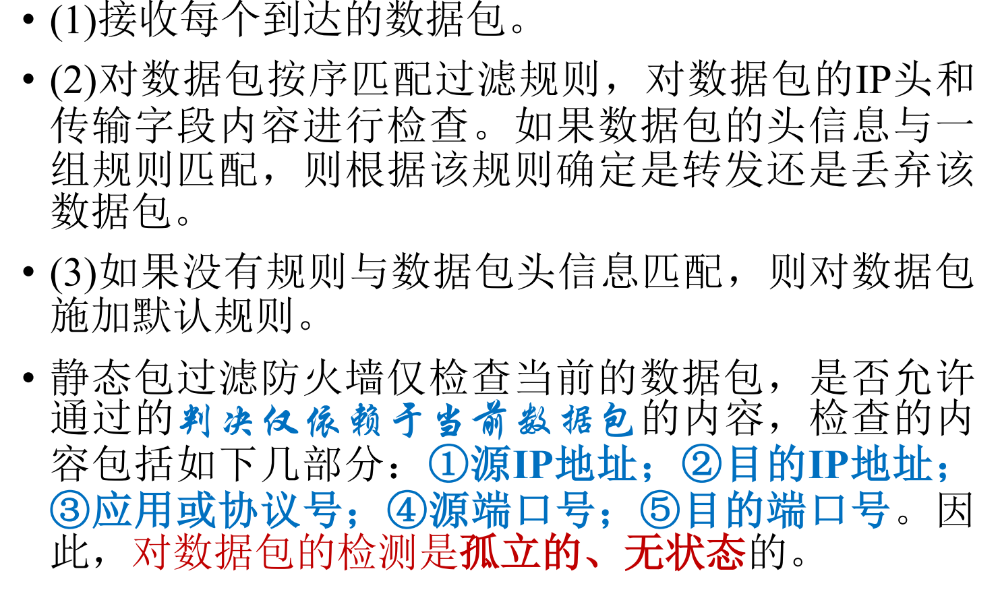 • (1)接收每个到达的数据包。
• (2)对数据包按序匹配过滤规则，对数据包的IP头和
传输字段内容进行检查。如果数据包的头信息与一
组规则匹配，则根据该规则确定是转发还是丢弃该
数据包。
• (3)如果没有规则与数据包头信息匹配，则对数据包
施加默认规则。
• 静态包过滤防火墙仅检查当前的数据包，是否允许
通过的判决仅依赖于当前数据包的内容，检查的内
容包括如下几部分：①源IP地址；②目的IP地址；
③应用或协议号；④源端口号；⑤目的端口号。因
此，对数据包的检测是孤立的、无状态的。